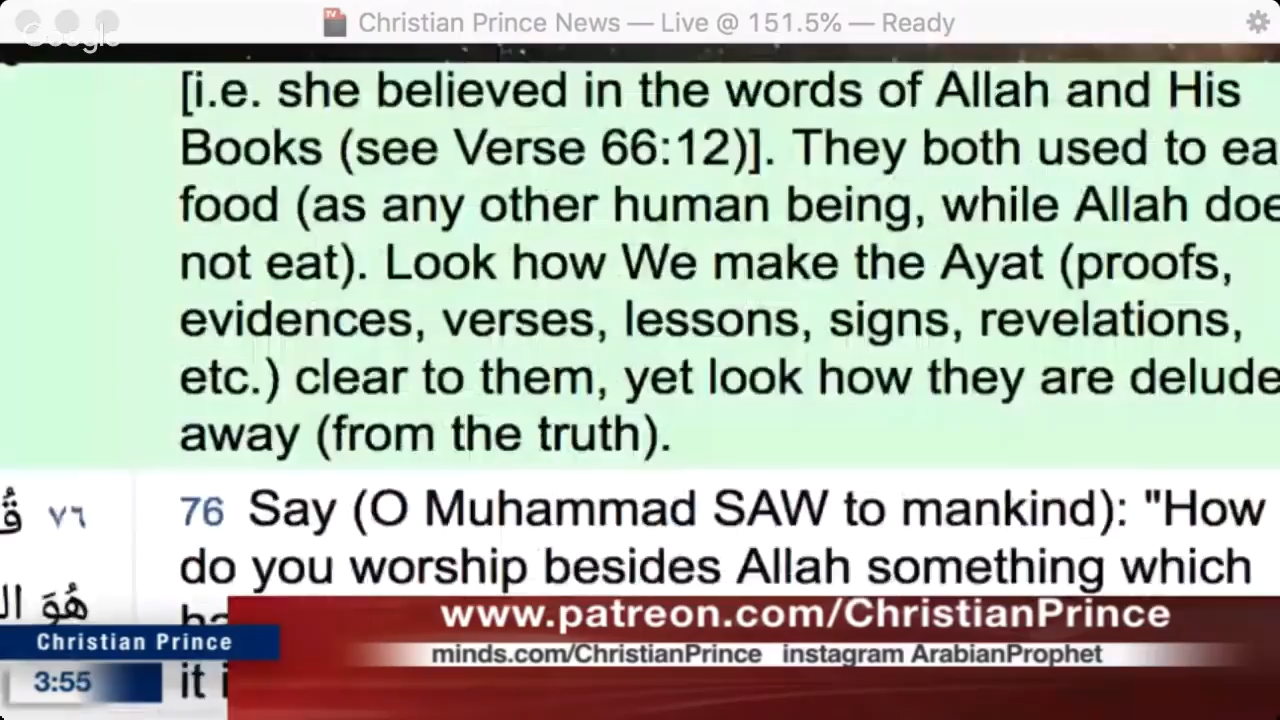 Christian Prince News — Live @ 151.5% — Ready
Google
[i.e. she believed in the words of Allah and His
Books (see Verse 66:12)]. They both used to ea
food (as any other human being, while Allah doe
not eat). Look how We make the Ayat (proofs,
evidences, verses, lessons, signs, revelations,
etc.) clear to them, yet look how they are delude
away (from the truth).
٧٦
76 Say (O Muhammad SAW to mankind): "How
do you worship besides Allah something which
هُوَ
it i
www.patreon.com/ChristianPrince
minds.com/ChristianPrince instagram ArabianProphet
Christian Prince
3:55